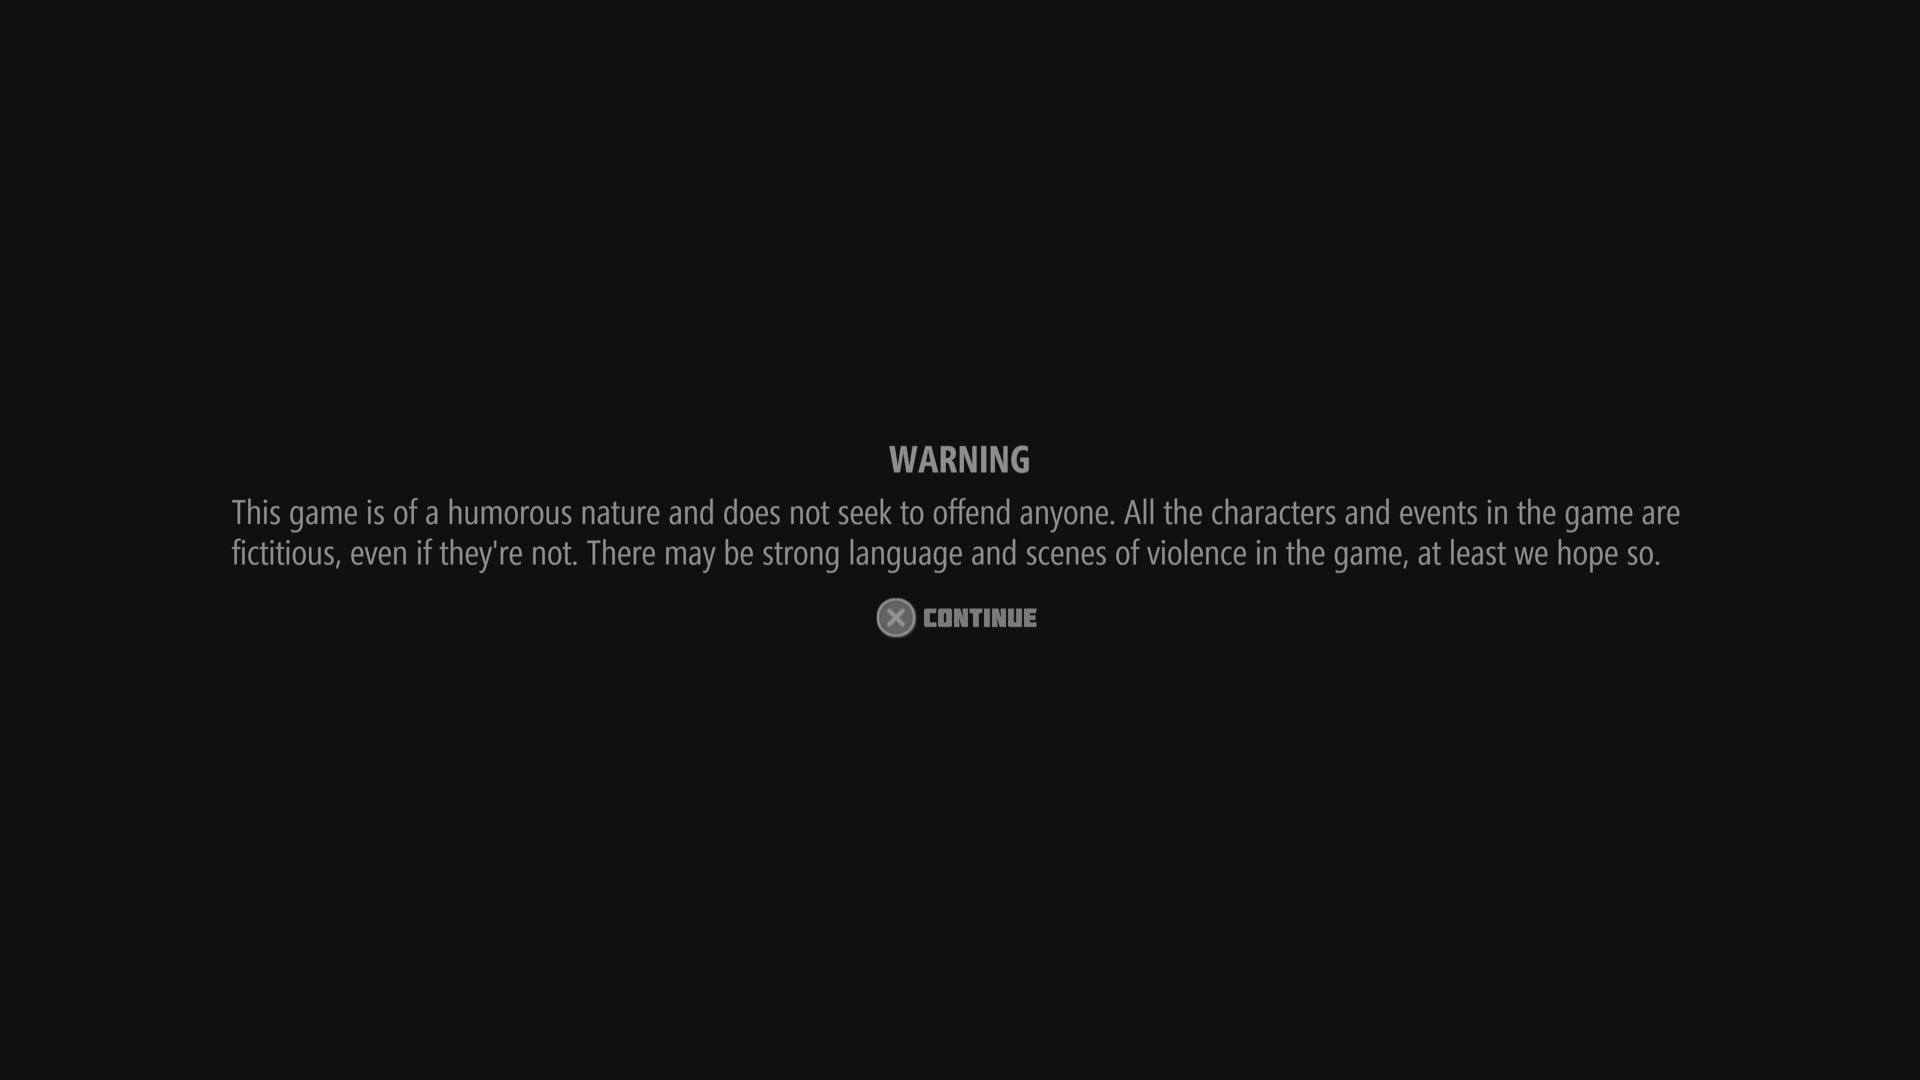 WARNING
This game is of a humorous nature and does not seek to offend anyone. All the characters and events in the game are
fictitious, even if they're not. There may be strong language and scenes of violence in the game, at least we hope so.
CONTINUE